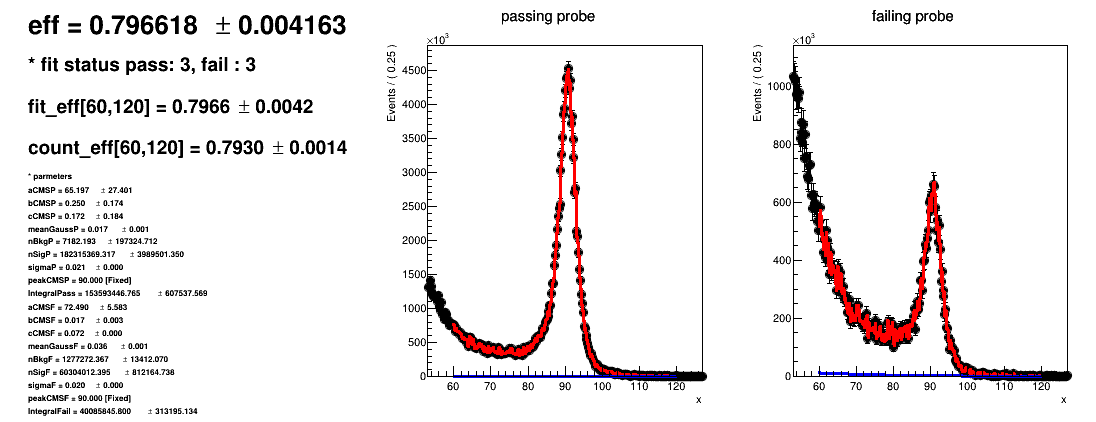 eff = 0.796618 ± 0.004163
* fit status pass: 3, fail : 3
fit_eff[60,120] = 0.7966 ± 0.0042
count_eff[60,120] = 0.7930 ± 0.0014
* parmeters
aCMSP = 65.197 ± 27.401
bCMSP = 0.250 ± 0.174
cCMSP = 0.172 ± 0.184
meanGaussP = 0.017 ± 0.001
nBkgP = 7182.193 ± 197324.712
nSigP = 182315369.317 ± 3989501.350
sigmaP = 0.021 ± 0.000
peakCMSP = 90.000 [Fixed]
IntegralPass = 153593446.765 ± 607537.569
aCMSF = 72.490 ± 5.583
bCMSF = 0.017 ± 0.003
cCMSF = 0.072 ± 0.000
meanGaussF = 0.036 ± 0.001
nBkgF = 1277272.367 ± 13412.070
nSigF = 60304012.395 ± 812164.738
sigmaF = 0.020 ± 0.000
peakCMSF = 90.000 [Fixed]
IntegralFail = 40085845.800 ± 313195.134
passing probe
×10³
Events / ( 0.25 )
4500
4000
3500
3000
2500
2000
1500
1000
500
0
60 70 80 90 100 110 120
x
failing probe
×10³
Events / ( 0.25 )
1000
800
600
400
200
0
60 70 80 90 100 110 120
x